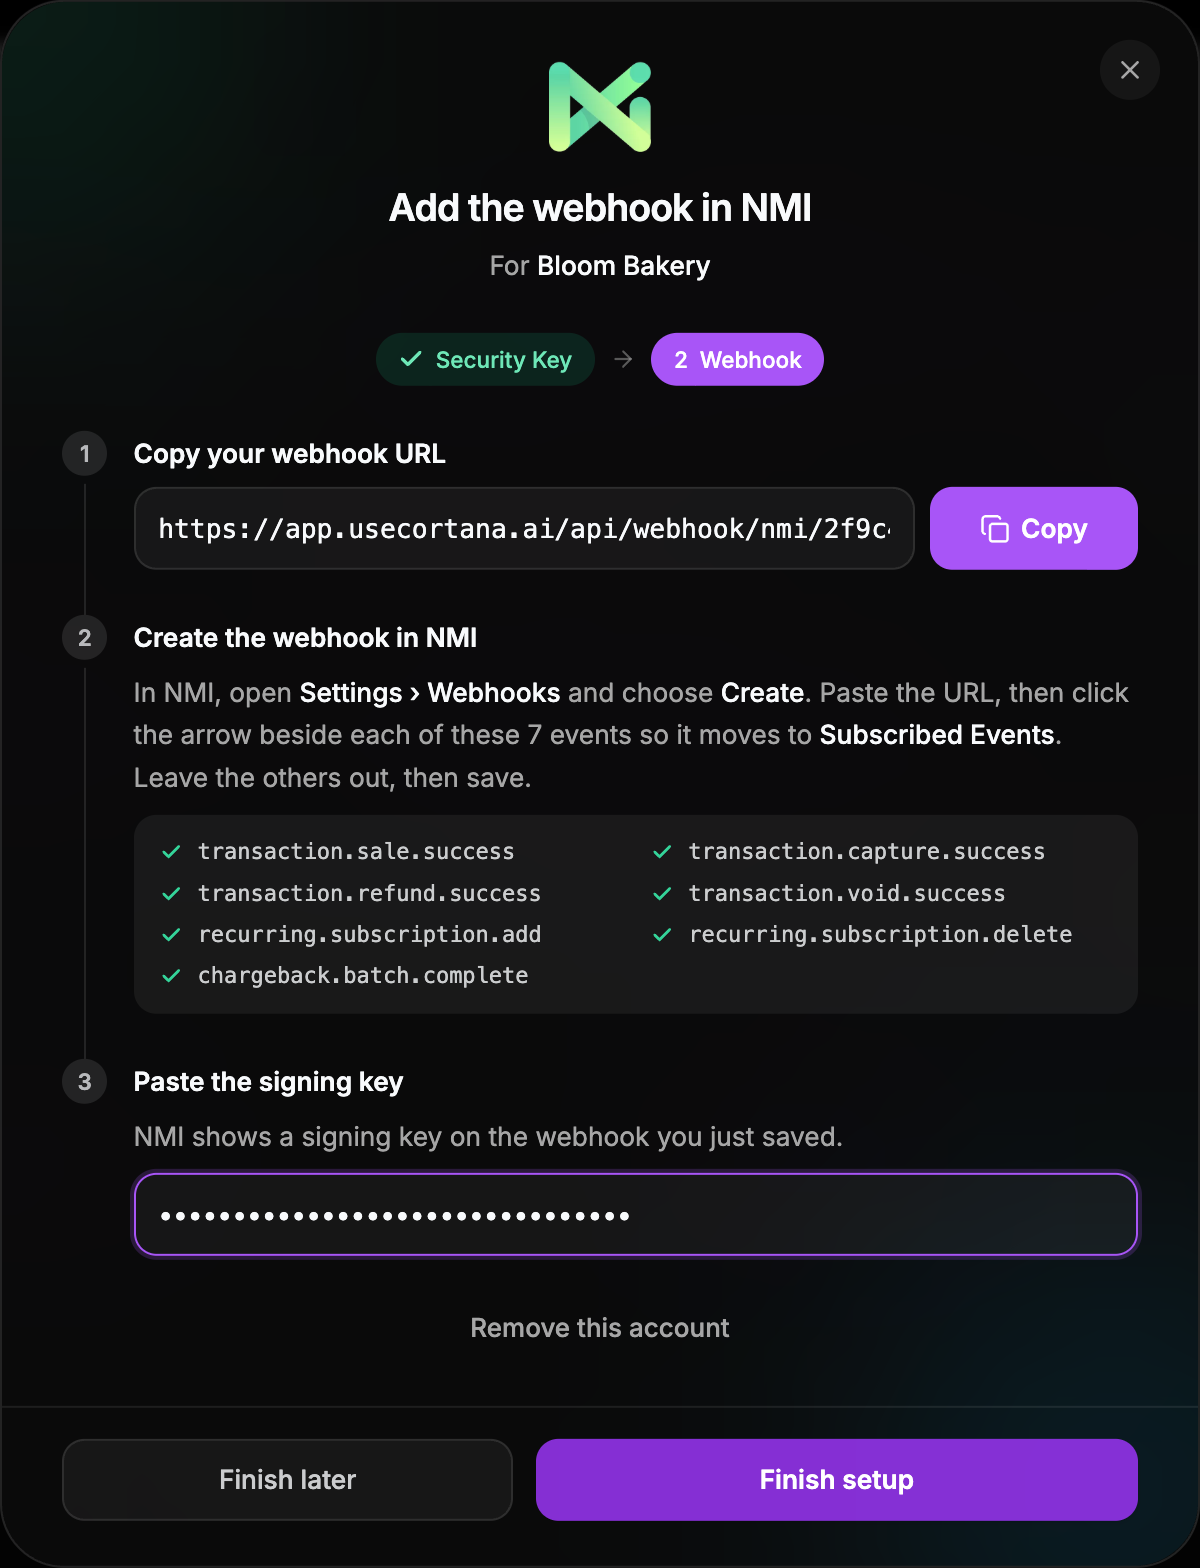 Add the webhook in NMI
For Bloom Bakery
Security Key
2 Webhook
1
Copy your webhook URL
https://app.usecortana.ai/api/webhook/nmi/2f9c
Copy
2
Create the webhook in NMI
In NMI, open Settings › Webhooks and choose Create. Paste the URL, then click
the arrow beside each of these 7 events so it moves to Subscribed Events.
Leave the others out, then save.
transaction.sale.success
transaction.capture.success
transaction.refund.success
transaction.void.success
recurring.subscription.add
recurring.subscription.delete
chargeback.batch.complete
3
Paste the signing key
NMI shows a signing key on the webhook you just saved.
Remove this account
Finish later
Finish setup